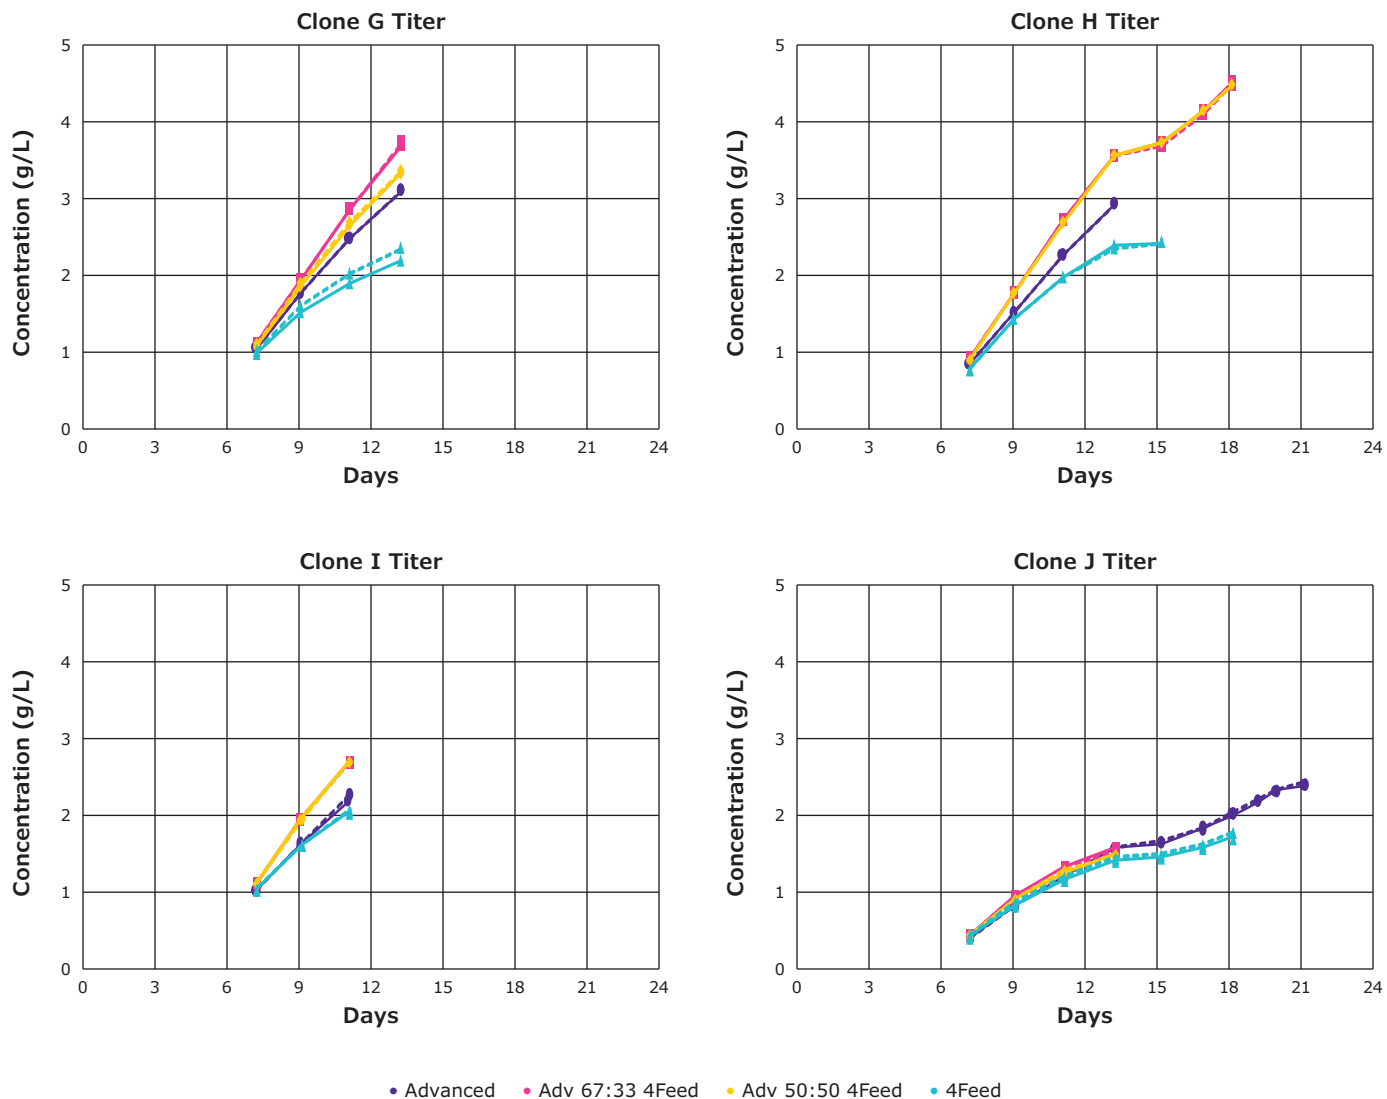 Clone G Titer
Concentration (g/L)
5
4
3
2
1
0
0 3 6 9 12 15 18 21 24
Days
Clone H Titer
Concentration (g/L)
5
4
3
2
1
0
0 3 6 9 12 15 18 21 24
Days
Clone I Titer
Concentration (g/L)
5
4
3
2
1
0
0 3 6 9 12 15 18 21 24
Days
Clone J Titer
Concentration (g/L)
5
4
3
2
1
0
0 3 6 9 12 15 18 21 24
Days
Advanced Adv 67:33 4Feed Adv 50:50 4Feed 4Feed